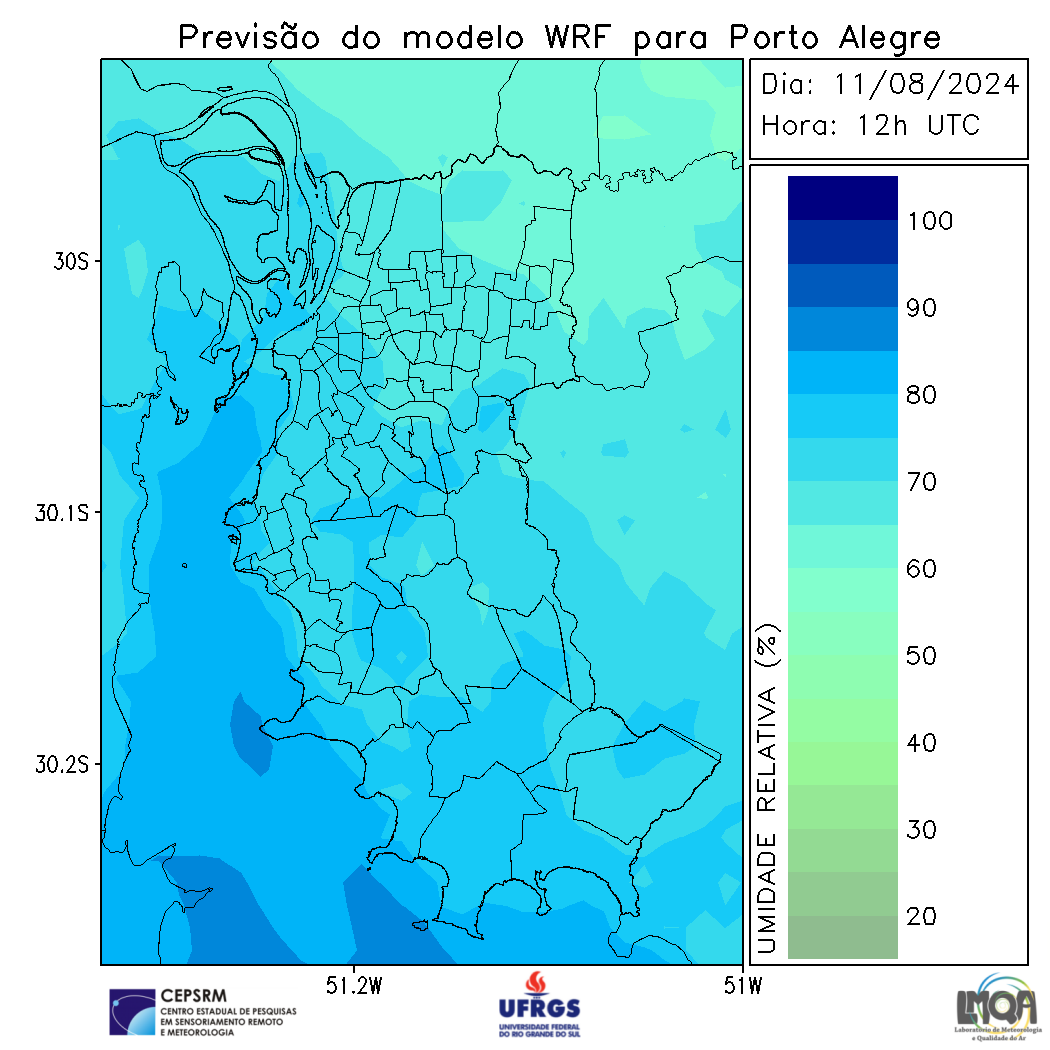 Previsão do modelo WRF para Porto Alegre
Dia: 11/08/2024
Hora: 12h UTC
30S
30.1S
30.2S
51.2W
51W
100
90
80
70
60
50
40
30
20
UMIDADE RELATIVA (%)
CEPSRM
CENTRO ESTADUAL DE PESQUISAS
EM SENSORIAMENTO REMOTO
E METEOROLOGIA
UFRGS
UNIVERSIDADE FEDERAL
DO RIO GRANDE DO SUL
LMQA
Laboratório de Meteorologia
e Qualidade do Ar